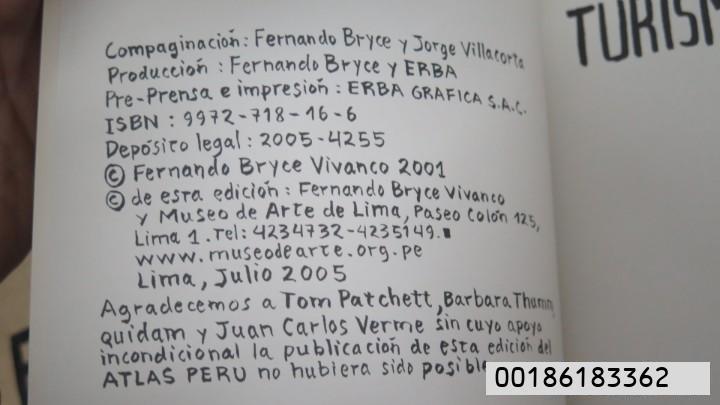 Compaginación: Fernando Bryce y Jorge Villacorta
Producción: Fernando Bryce y ERBA
Pre-Prensa e impresión: ERBA GRAFICA S.A.C.
ISBN: 9972-718-16-6
Depósito legal: 2005-4255
© Fernando Bryce Vivanco 2001
© de esta edición: Fernando Bryce Vivanco
y Museo de Arte de Lima, Paseo Colón 125,
Lima 1. Tel: 4234732-4235149.
www.museodearte.org.pe
Lima, Julio 2005
Agradecemos a Tom Patchett, Barbara Thumm,
quidam y Juan Carlos Verme sin cuyo apoyo
incondicional la publicación de esta edición del
ATLAS PERU no hubiera sido
TURISM
00186183362